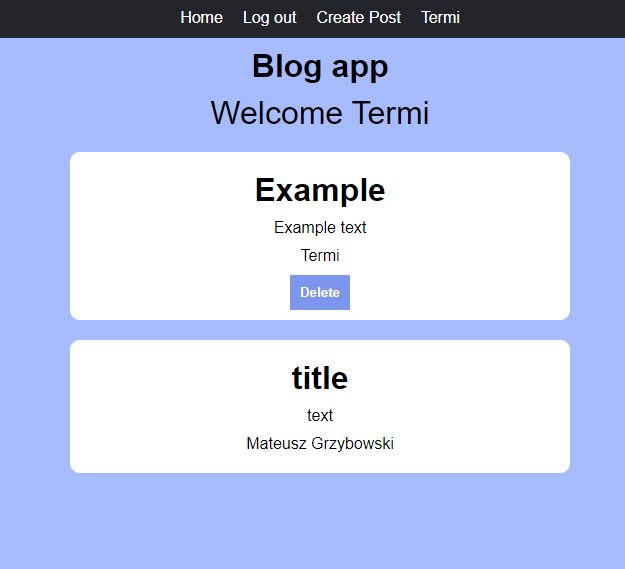 Home Log out Create Post Termi
Blog app
Welcome Termi
Example
Example text
Termi
Delete
title
text
Mateusz Grzybowski